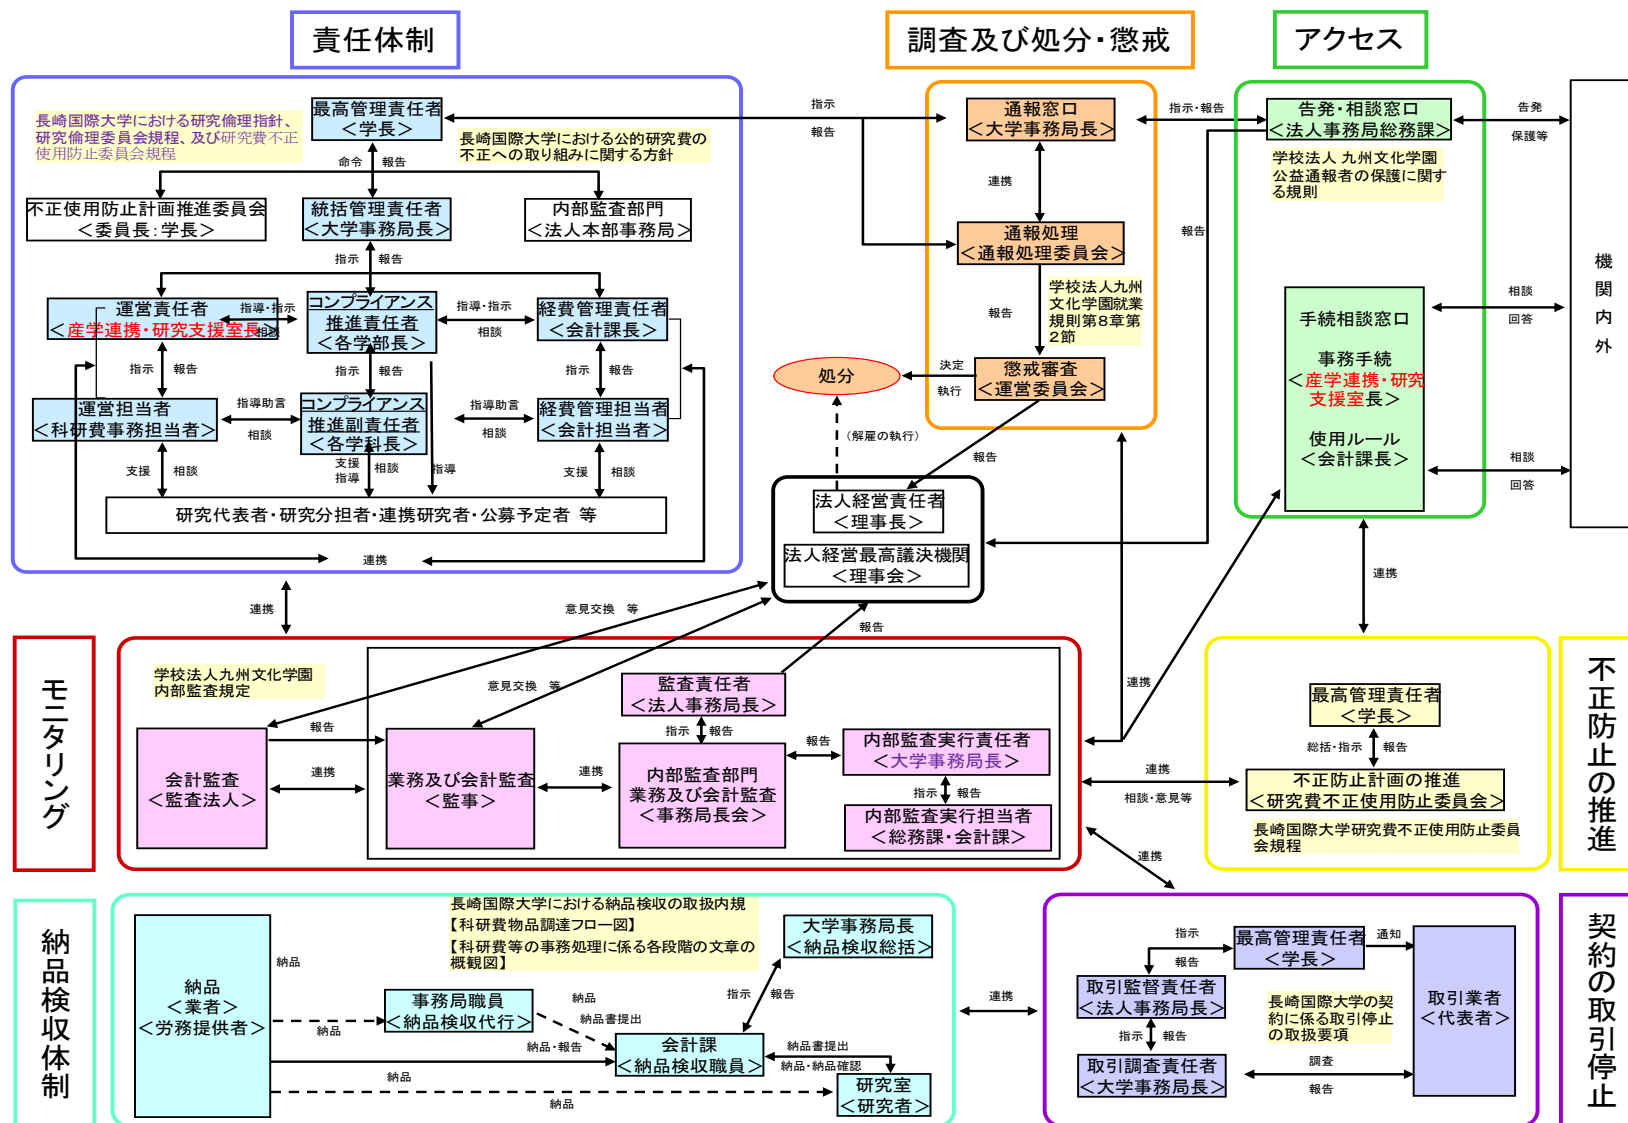 責任体制
調査及び処分・懲戒
アクセス
長崎国際大学における研究倫理指針、
研究倫理委員会規程、及び研究費不正
使用防止委員会規程
最高管理責任者
＜学長＞
長崎国際大学における公的研究費の
不正への取り組みに関する方針
命令
報告
不正使用防止計画推進委員会
＜委員長：学長＞
統括管理責任者
＜大学事務局長＞
内部監査部門
＜法人本部事務局＞
指示
報告
運営責任者
＜産学連携・研究支援室長＞
指導・指示
相談
コンプライアンス
推進責任者
＜各学部長＞
指導・指示
相談
経費管理責任者
＜会計課長＞
指示
報告
指示
報告
指示
報告
運営担当者
＜科研費事務担当者＞
指導助言
相談
コンプライアンス
推進副責任者
＜各学科長＞
指導助言
相談
経費管理担当者
＜会計担当者＞
支援
相談
支援
指導
相談
指導
支援
相談
研究代表者・研究分担者・連携研究者・公募予定者 等
連携
指示
報告
通報窓口
＜大学事務局長＞
連携
通報処理
＜通報処理委員会＞
報告
学校法人九州
文化学園就業
規則第８章第
２節
懲戒審査
＜運営委員会＞
決定
執行
処分
（解雇の執行）
報告
法人経営責任者
＜理事長＞
法人経営最高議決機関
＜理事会＞
指示・報告
告発・相談窓口
＜法人事務局総務課＞
告発
保護等
学校法人 九州文化学園
公益通報者の保護に関す
る規則
報告
手続相談窓口
事務手続
＜産学連携・研究
支援室長＞
使用ルール
＜会計課長＞
相談
回答
相談
回答
機関内外
連携
連携
意見交換 等
報告
連携
モニタリング
学校法人九州文化学園
内部監査規定
意見交換 等
監査責任者
＜法人事務局長＞
指示
報告
会計監査
＜監査法人＞
報告
連携
業務及び会計監査
＜監事＞
連携
内部監査部門
業務及び会計監査
＜事務局長会＞
報告
内部監査実行責任者
＜大学事務局長＞
指示
報告
内部監査実行担当者
＜総務課・会計課＞
連携
相談・意見等
連携
不正防止の推進
最高管理責任者
＜学長＞
総括・指示
報告
不正防止計画の推進
＜研究費不正使用防止委員会＞
長崎国際大学研究費不正使用防止委員
会規程
納品検収体制
長崎国際大学における納品検収の取扱内規
【科研費物品調達フロー図】
【科研費等の事務処理に係る各段階の文章の
概観図】
納品
＜業者＞
＜労務提供者＞
納品
納品
事務局職員
＜納品検収代行＞
納品
納品書提出
納品・報告
大学事務局長
＜納品検収総括＞
指示
報告
会計課
＜納品検収職員＞
納品書提出
納品・納品確認
納品
納品
研究室
＜研究者＞
連携
契約の取引停止
指示
報告
最高管理責任者
＜学長＞
通知
取引監督責任者
＜法人事務局長＞
指示
報告
取引調査責任者
＜大学事務局長＞
長崎国際大学の契
約に係る取引停止
の取扱要項
調査
報告
取引業者
＜代表者＞